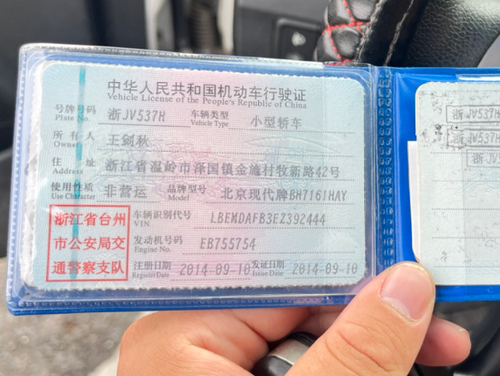 中华人民共和国机动车行驶证
Vehicle License of the People's Republic of China
号牌号码 浙JV537H 车辆类型 小型轿车
Plate No. Vehicle Type
所有人 王剑秋
Owner
住址 浙江省温岭市泽国镇金施村牧新路42号
Address
使用性质 非营运 品牌型号 北京现代牌BH7161HAY
Use Character Model
浙江省台州 车辆识别代号 LBEMDAFB3EZ392444
VIN
市公安局交 发动机号码 EB755754
Engine No.
通警察支队 注册日期 2014-09-10 发证日期 2014-09-10
Register Date Issue Date